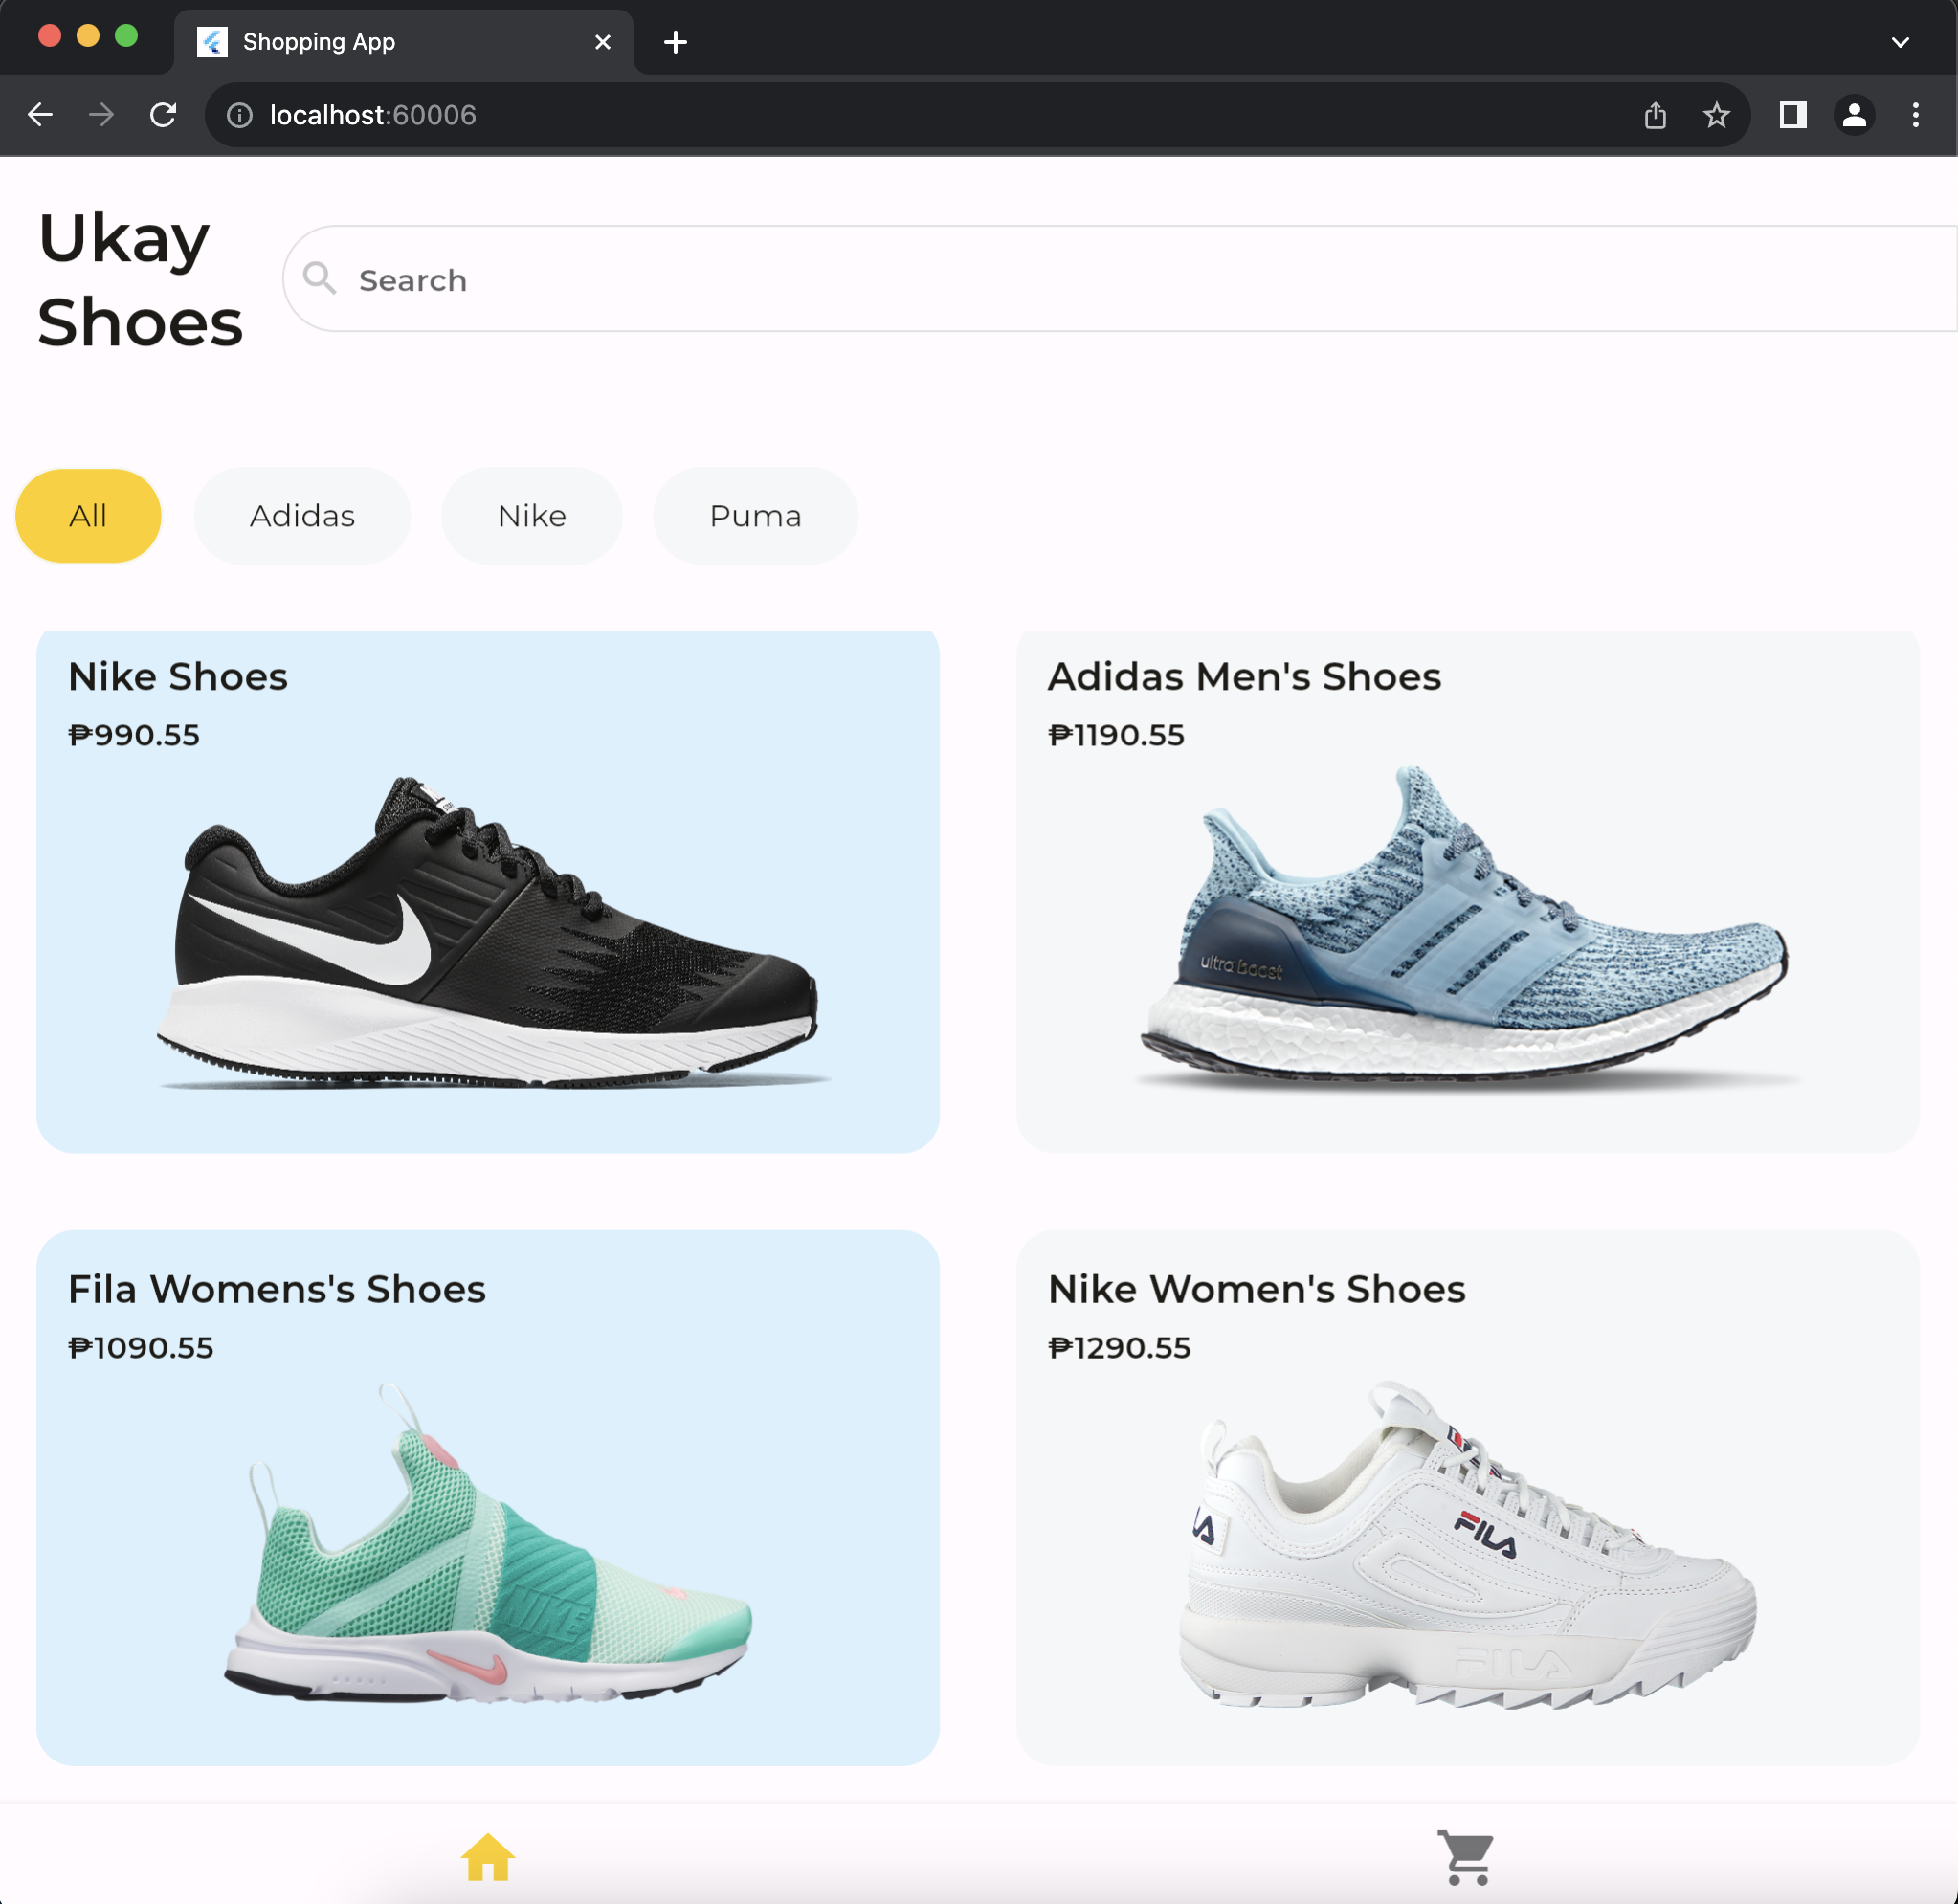 Shopping App
localhost:60006
Ukay
Shoes
Search
All
Adidas
Nike
Puma
Nike Shoes
₱990.55
Adidas Men's Shoes
₱1190.55
ultra boost
Fila Womens's Shoes
₱1090.55
NIKE
Nike Women's Shoes
₱1290.55
FILA
FILA